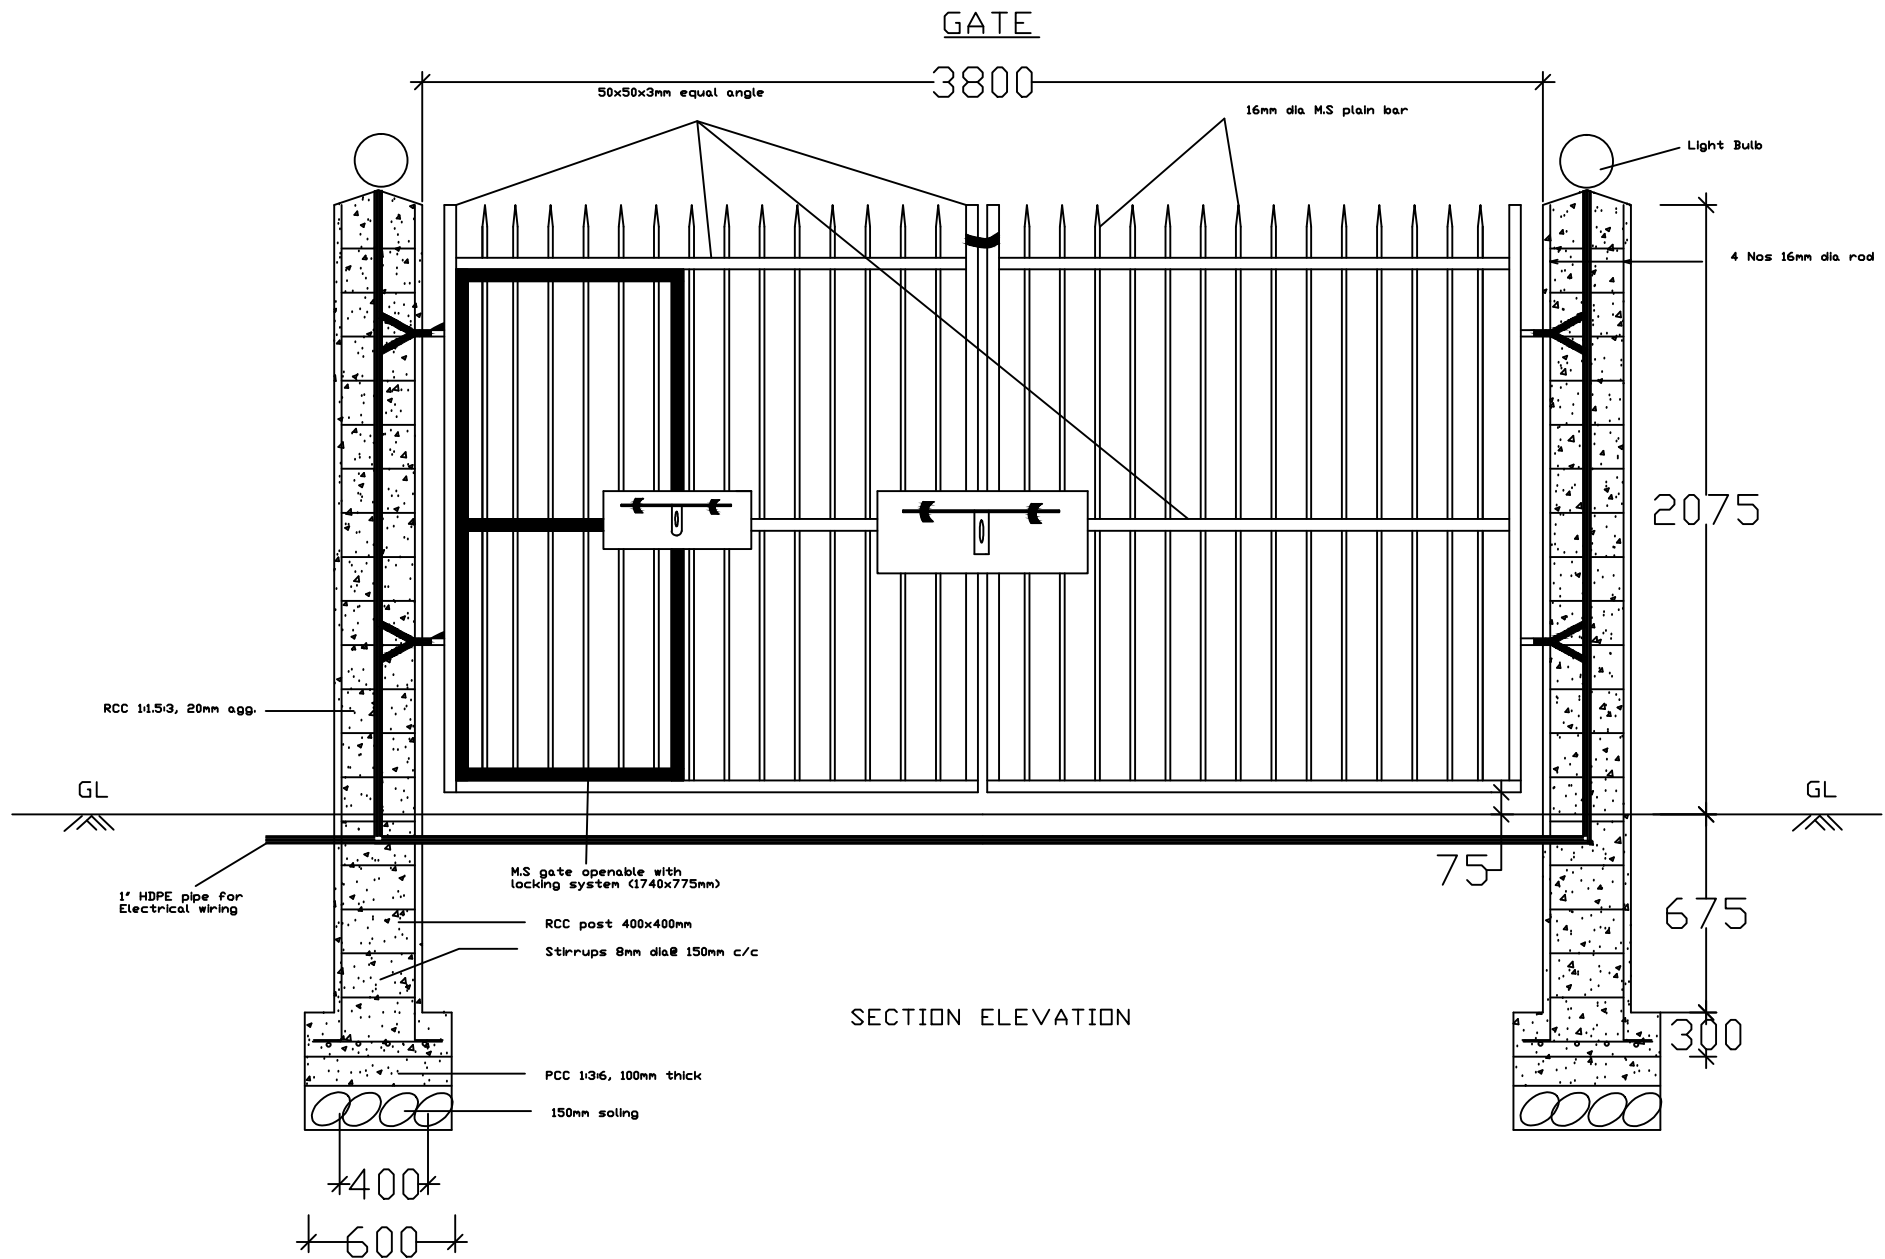 GATE
3800
50x50x3mm equal angle
16mm dia M.S plain bar
Light Bulb
4 Nos 16mm dia rod
2075
RCC 1:1.5:3, 20mm agg.
GL
GL
75
M.S gate openable with
locking system (1740x775mm)
1" HDPE pipe for
Electrical wiring
RCC post 400x400mm
675
Stirrups 8mm dia@ 150mm c/c
SECTION ELEVATION
300
PCC 1:3:6, 100mm thick
150mm soling
400
600